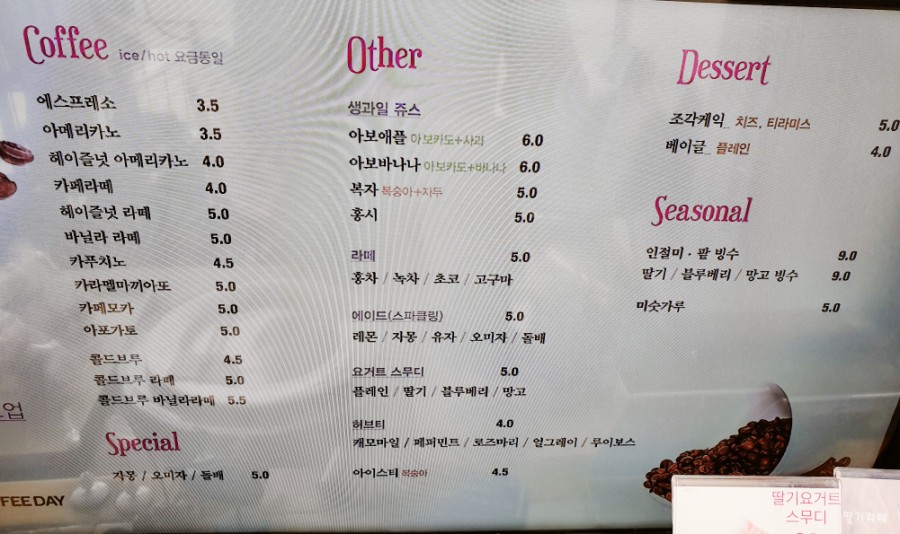 Coffee ice/hot 요금동일
에스프레소 3.5
아메리카노 3.5
헤이즐넛 아메리카노 4.0
카페라떼 4.0
헤이즐넛 라떼 5.0
바닐라 라떼 5.0
카푸치노 4.5
카라멜마끼아또 5.0
카페모카 5.0
아포가토 5.0
콜드브루 4.5
콜드브루 라떼 5.0
콜드브루 바닐라라떼 5.5
업
Special
자몽 / 오미자 / 돌배 5.0
FEEDAY
Other
생과일 쥬스
아보애플 아보카도+사과 6.0
아보바나나 아보카도+바나나 6.0
복자 복숭아+자두 5.0
홍시 5.0
라떼 5.0
홍차 / 녹차 / 초코 / 고구마
에이드(스파클링) 5.0
레몬 / 자몽 / 유자 / 오미자 / 돌배
요거트 스무디 5.0
플레인 / 딸기 / 블루베리 / 망고
허브티 4.0
캐모마일 / 페퍼민트 / 로즈마리 / 얼그레이 / 루이보스
아이스티 복숭아 4.5
Dessert
조각케익_ 치즈, 티라미스 5.0
베이글_ 플레인 4.0
Seasonal
인절미 · 팥 빙수 9.0
딸기 / 블루베리 / 망고 빙수 9.0
미숫가루 5.0
딸기요거트
스무디